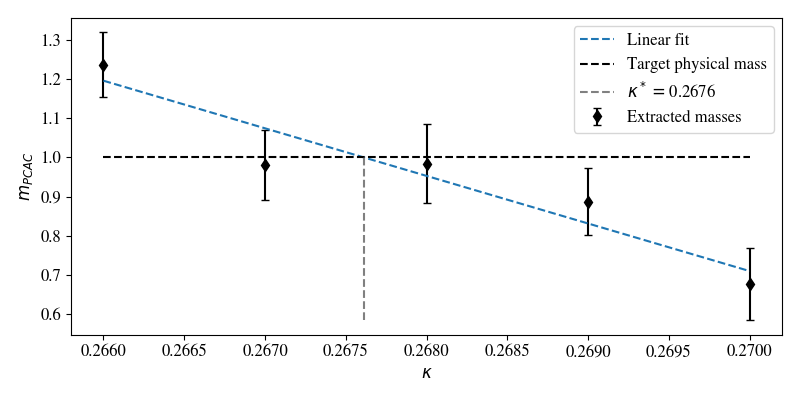 1.3
1.2
1.1
1.0
0.9
0.8
0.7
0.6
m_{PCAC}
Linear fit
Target physical mass
κ* = 0.2676
Extracted masses
0.2660 0.2665 0.2670 0.2675 0.2680 0.2685 0.2690 0.2695 0.2700
κ